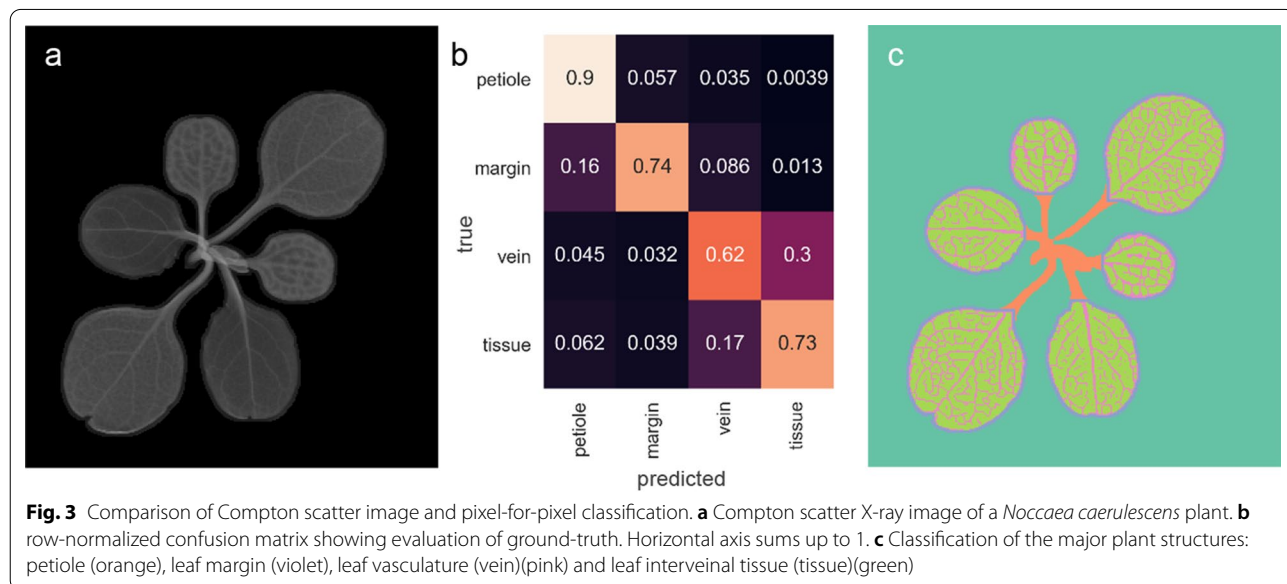 a
b
c
petiole
0.9 0.057 0.035 0.0039
margin
0.16 0.74 0.086 0.013
true
vein
0.045 0.032 0.62 0.3
tissue
0.062 0.039 0.17 0.73
petiole margin vein tissue
predicted
Fig. 3 Comparison of Compton scatter image and pixel-for-pixel classification. a Compton scatter X-ray image of a Noccaea caerulescens plant. b
row-normalized confusion matrix showing evaluation of ground-truth. Horizontal axis sums up to 1. c Classification of the major plant structures:
petiole (orange), leaf margin (violet), leaf vasculature (vein)(pink) and leaf interveinal tissue (tissue)(green)